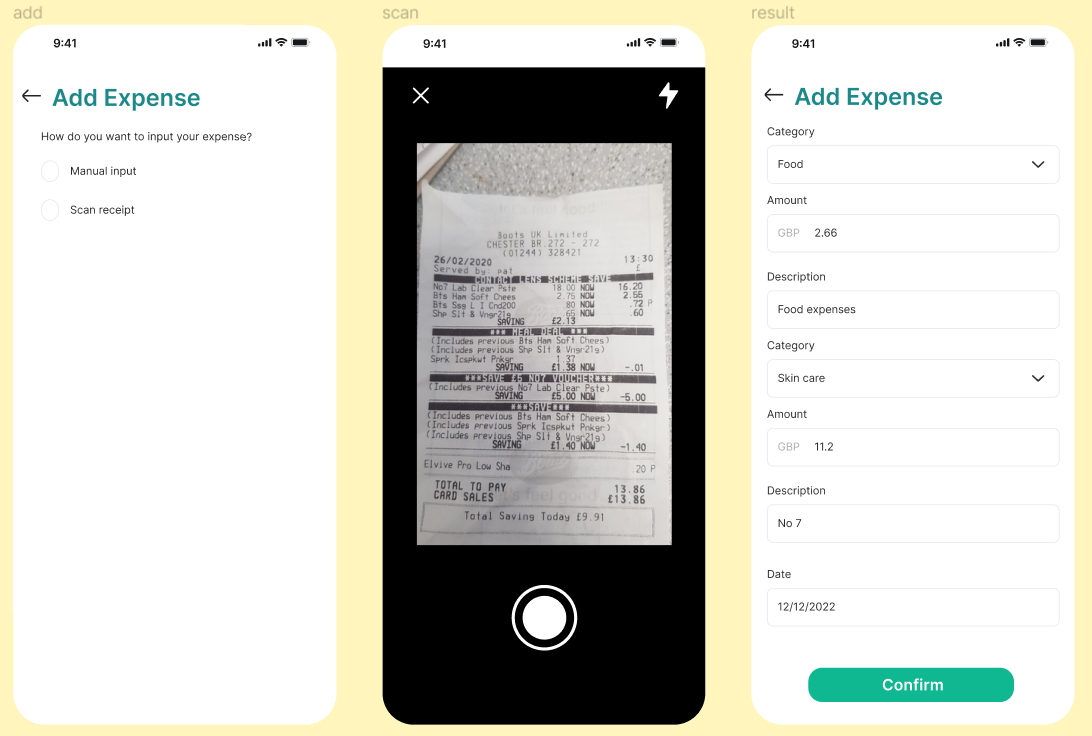 add
9:41
Add Expense
How do you want to input your expense?
Manual input
Scan receipt
scan
9:41
Boots UK Limited
CHESTER BR.272 - 272
(01244) 328421
26/02/2020 13:30
Served by: pat £
CONTACT LENS SCHEME SAVE
No7 Lab Clear Pste 18.00 NOW 16.20
Bts Ham Soft Chees 2.75 NOW 2.55
Bts Ssg L I Cnd200 .80 NOW .72 P
Shp Slt & Vngr21g .66 NOW .60
SAVING £2.13
*** MEAL DEAL ***
(Includes previous Bts Ham Soft Chees)
(Includes previous Shp Slt & Vngr21g)
Sprk Icspkwt Pnkgr 1.37
SAVING £1.38 NOW -.01
***SAVE £5 NO7 VOUCHER***
(Includes previous No7 Lab Clear Pste)
SAVING £5.00 NOW -5.00
***SAVE***
(Includes previous Bts Ham Soft Chees)
(Includes previous Sprk Icspkwt Pnkgr)
(Includes previous Shp Slt & Vngr21g)
SAVING £1.40 NOW -1.40
Elvive Pro Low Sha .20 P
TOTAL TO PAY 13.86
CARD SALES £13.86
Total Saving Today £9.91
result
9:41
Add Expense
Category
Food
Amount
GBP 2.66
Description
Food expenses
Category
Skin care
Amount
GBP 11.2
Description
No 7
Date
12/12/2022
Confirm